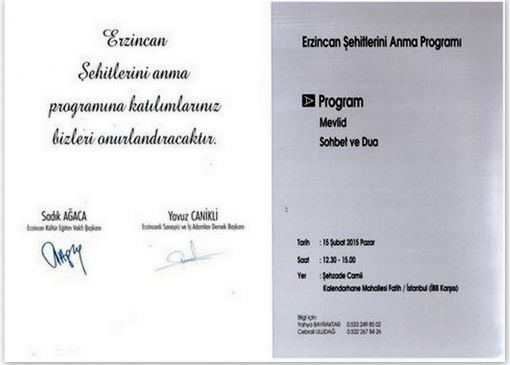 Erzincan
Şehitlerini anma
programına katılımlarınız
bizleri onurlandıracaktır.
Sadık AĞACA
Erzincan Kültür Eğitim Vakfı Başkanı
Yavuz CANİKLİ
Erzincanlı Sanayici ve İş Adamları Dernek Başkanı
Erzincan Şehitlerini Anma Programı
Program
Mevlid
Sohbet ve Dua
Tarih : 15 Şubat 2015 Pazar
Saat : 12.30 - 15.00
Yer : Şehzade Camii
Kalendarhane Mahallesi Fatih / İstanbul (İBB Karşısı)
Bilgi için:
Yahya BAYRAKTAR 0.533 249 85 02
Cebrail ULUDAĞ 0.532 267 84 26